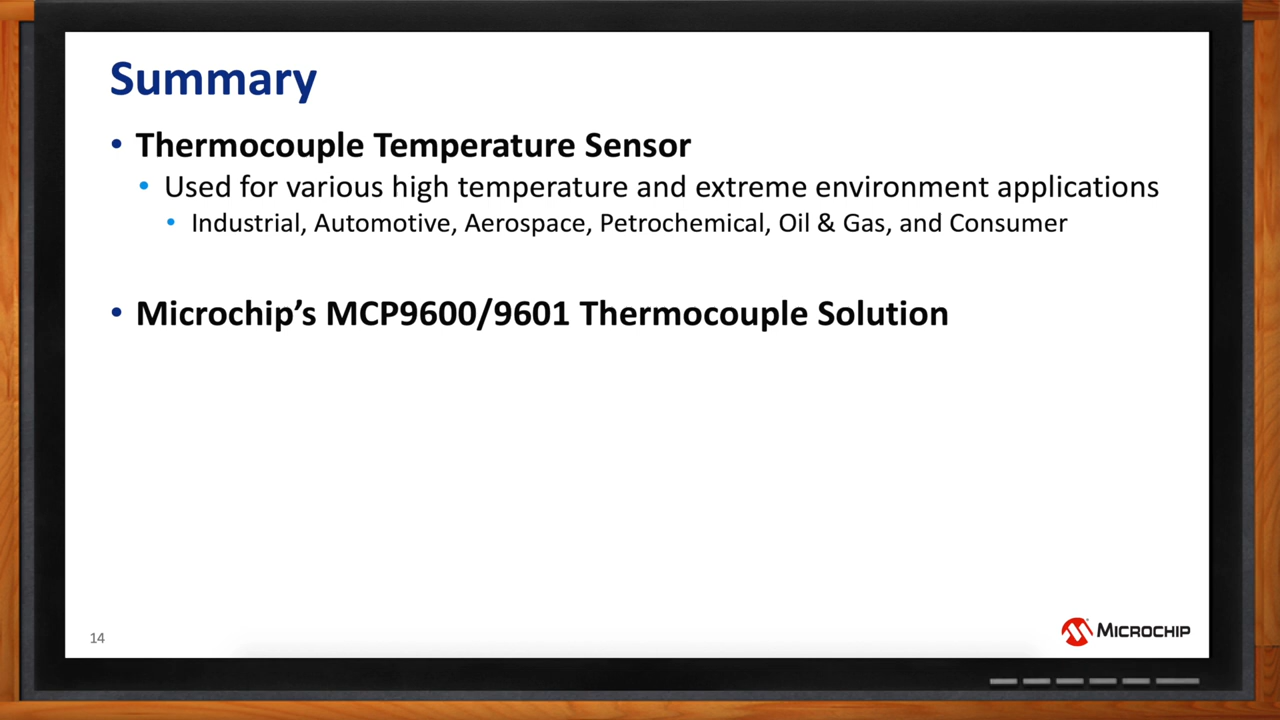 Summary
• Thermocouple Temperature Sensor
• Used for various high temperature and extreme environment applications
• Industrial, Automotive, Aerospace, Petrochemical, Oil & Gas, and Consumer
• Microchip’s MCP9600/9601 Thermocouple Solution
14
MICROCHIP